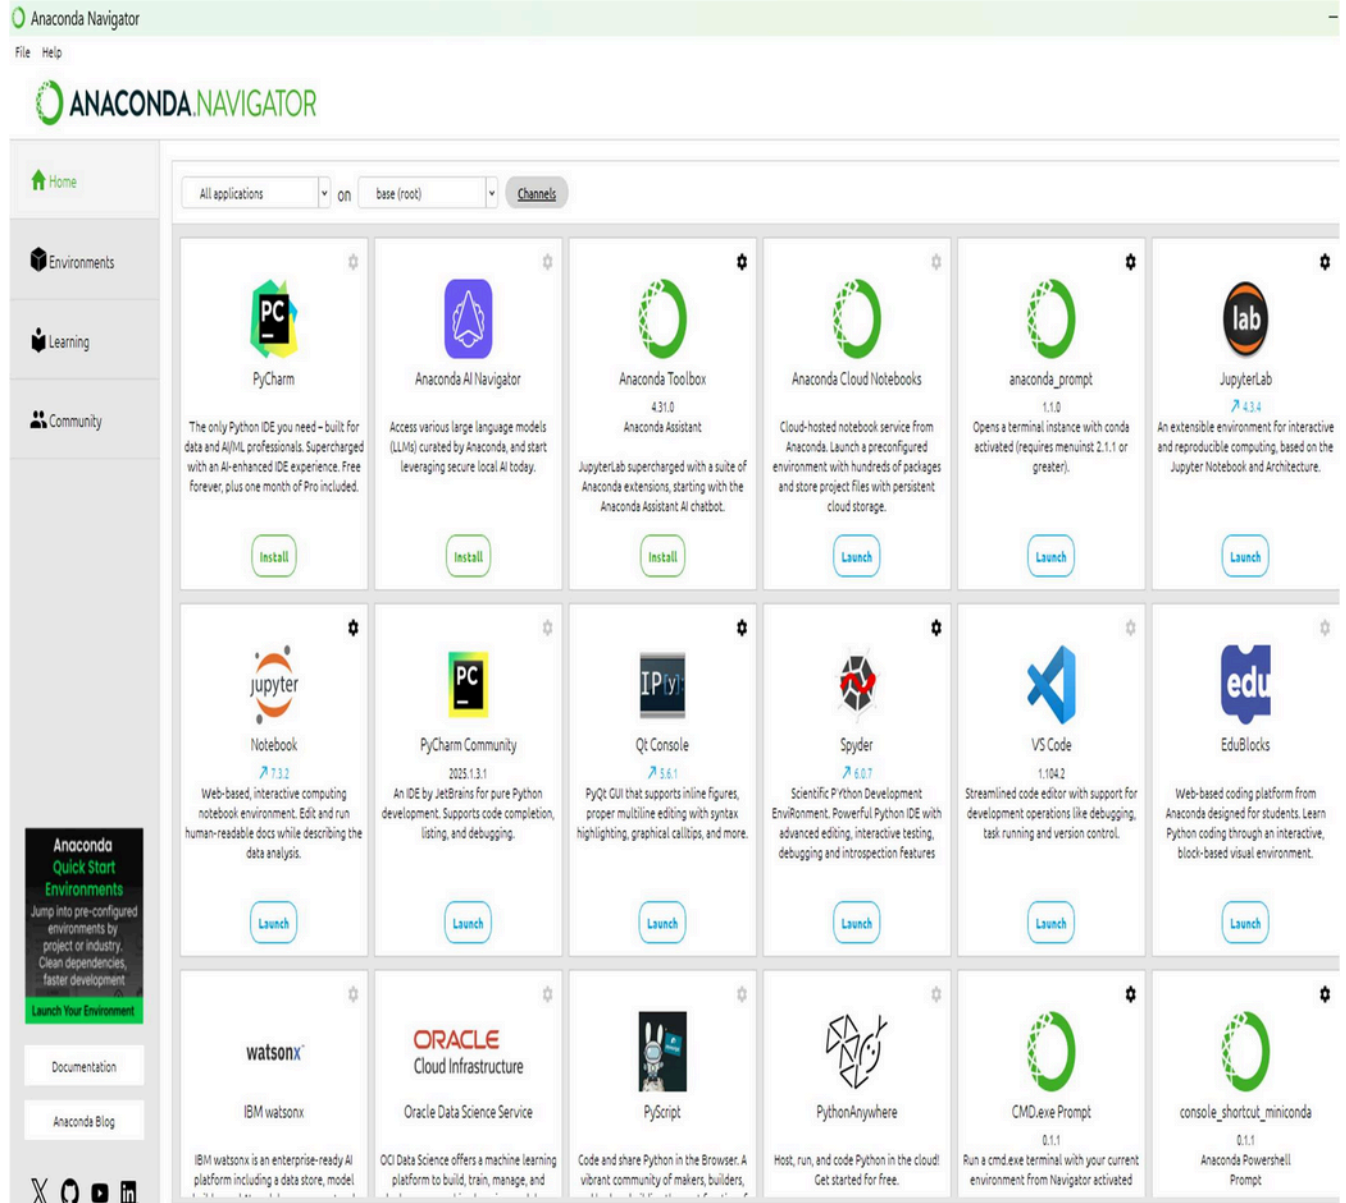 Anaconda Navigator
File Help
ANACONDA.NAVIGATOR
Home
Environments
Learning
Community
All applications on base (root) Channels
PyCharm
The only Python IDE you need – built for
data and AI/ML professionals. Supercharged
with an AI-enhanced IDE experience. Free
forever, plus one month of Pro included.
Install
Anaconda AI Navigator
Access various large language models
(LLMs) curated by Anaconda, and start
leveraging secure local AI today.
Install
Anaconda Toolbox
4.31.0
Anaconda Assistant
JupyterLab supercharged with a suite of
Anaconda extensions, starting with the
Anaconda Assistant AI chatbot.
Install
Anaconda Cloud Notebooks
Cloud-hosted notebook service from
Anaconda. Launch a preconfigured
environment with hundreds of packages
and store project files with persistent
cloud storage.
Launch
anaconda_prompt
1.1.0
Opens a terminal instance with conda
activated (requires menuinst 2.1.1 or
greater).
Launch
lab
JupyterLab
4.3.4
An extensible environment for interactive
and reproducible computing, based on the
Jupyter Notebook and Architecture.
Launch
jupyter
Notebook
7.3.2
Web-based, interactive computing
notebook environment. Edit and run
human-readable docs while describing the
data analysis.
Launch
PC
PyCharm Community
2025.1.3.1
An IDE by JetBrains for pure Python
development. Supports code completion,
listing, and debugging.
Launch
IP[y]:
Qt Console
5.6.1
PyQt GUI that supports inline figures,
proper multiline editing with syntax
highlighting, graphical calltips, and more.
Launch
Spyder
6.0.7
Scientific PYthon Development
EnviRonment. Powerful Python IDE with
advanced editing, interactive testing,
debugging and introspection features
Launch
VS Code
1.104.2
Streamlined code editor with support for
development operations like debugging,
task running and version control.
Launch
edu
EduBlocks
Web-based coding platform from
Anaconda designed for students. Learn
Python coding through an interactive,
block-based visual environment.
Launch
watsonx
IBM watsonx
IBM watsonx is an enterprise-ready AI
platform including a data store, model
ORACLE
Cloud Infrastructure
Oracle Data Science Service
OCI Data Science offers a machine learning
platform to build, train, manage, and
PyScript
Code and share Python in the Browser. A
vibrant community of makers, builders,
PythonAnywhere
Host, run, and code Python in the cloud!
Get started for free.
CMD.exe Prompt
0.1.1
Run a cmd.exe terminal with your current
environment from Navigator activated
console_shortcut_miniconda
0.1.1
Anaconda Powershell
Prompt
Anaconda
Quick Start
Environments
Jump into pre-configured
environments by
project or industry.
Clean dependencies,
faster development
Launch Your Environment
Documentation
Anaconda Blog